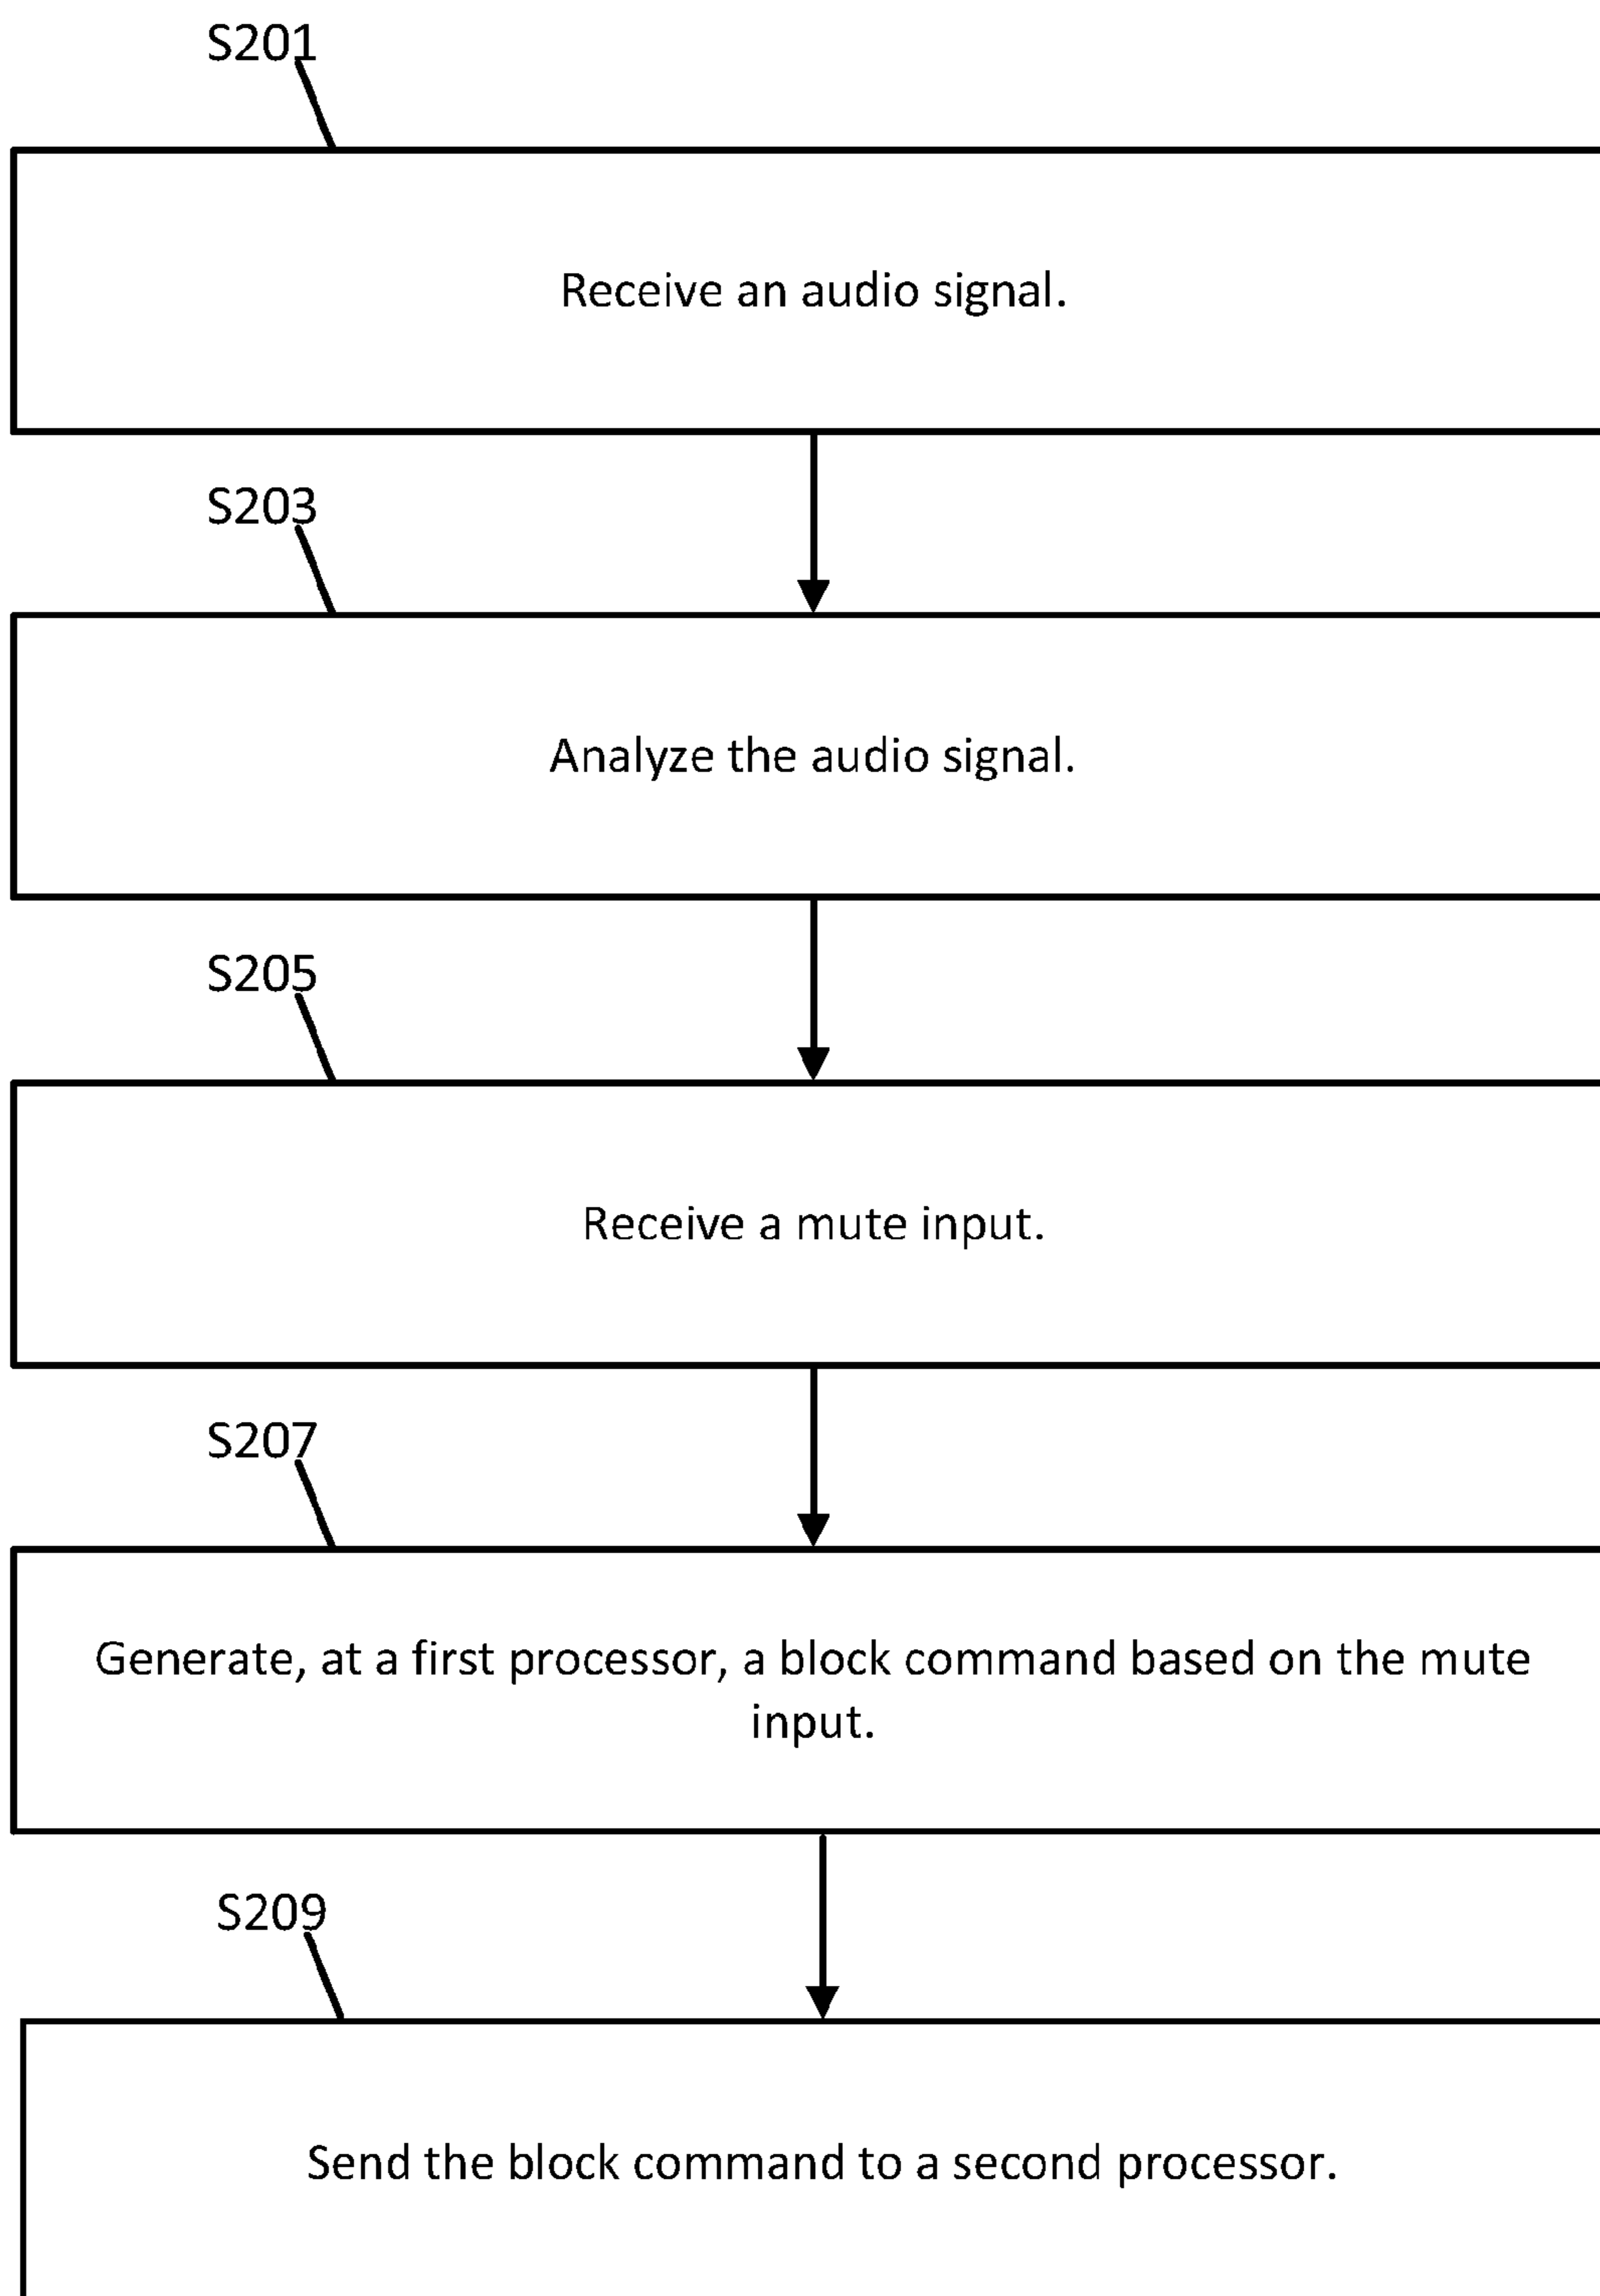 S201
Receive an audio signal.
S203
Analyze the audio signal.
S205
Receive a mute input.
S207
Generate, at a first processor, a block command based on the mute
input.
S209
Send the block command to a second processor.